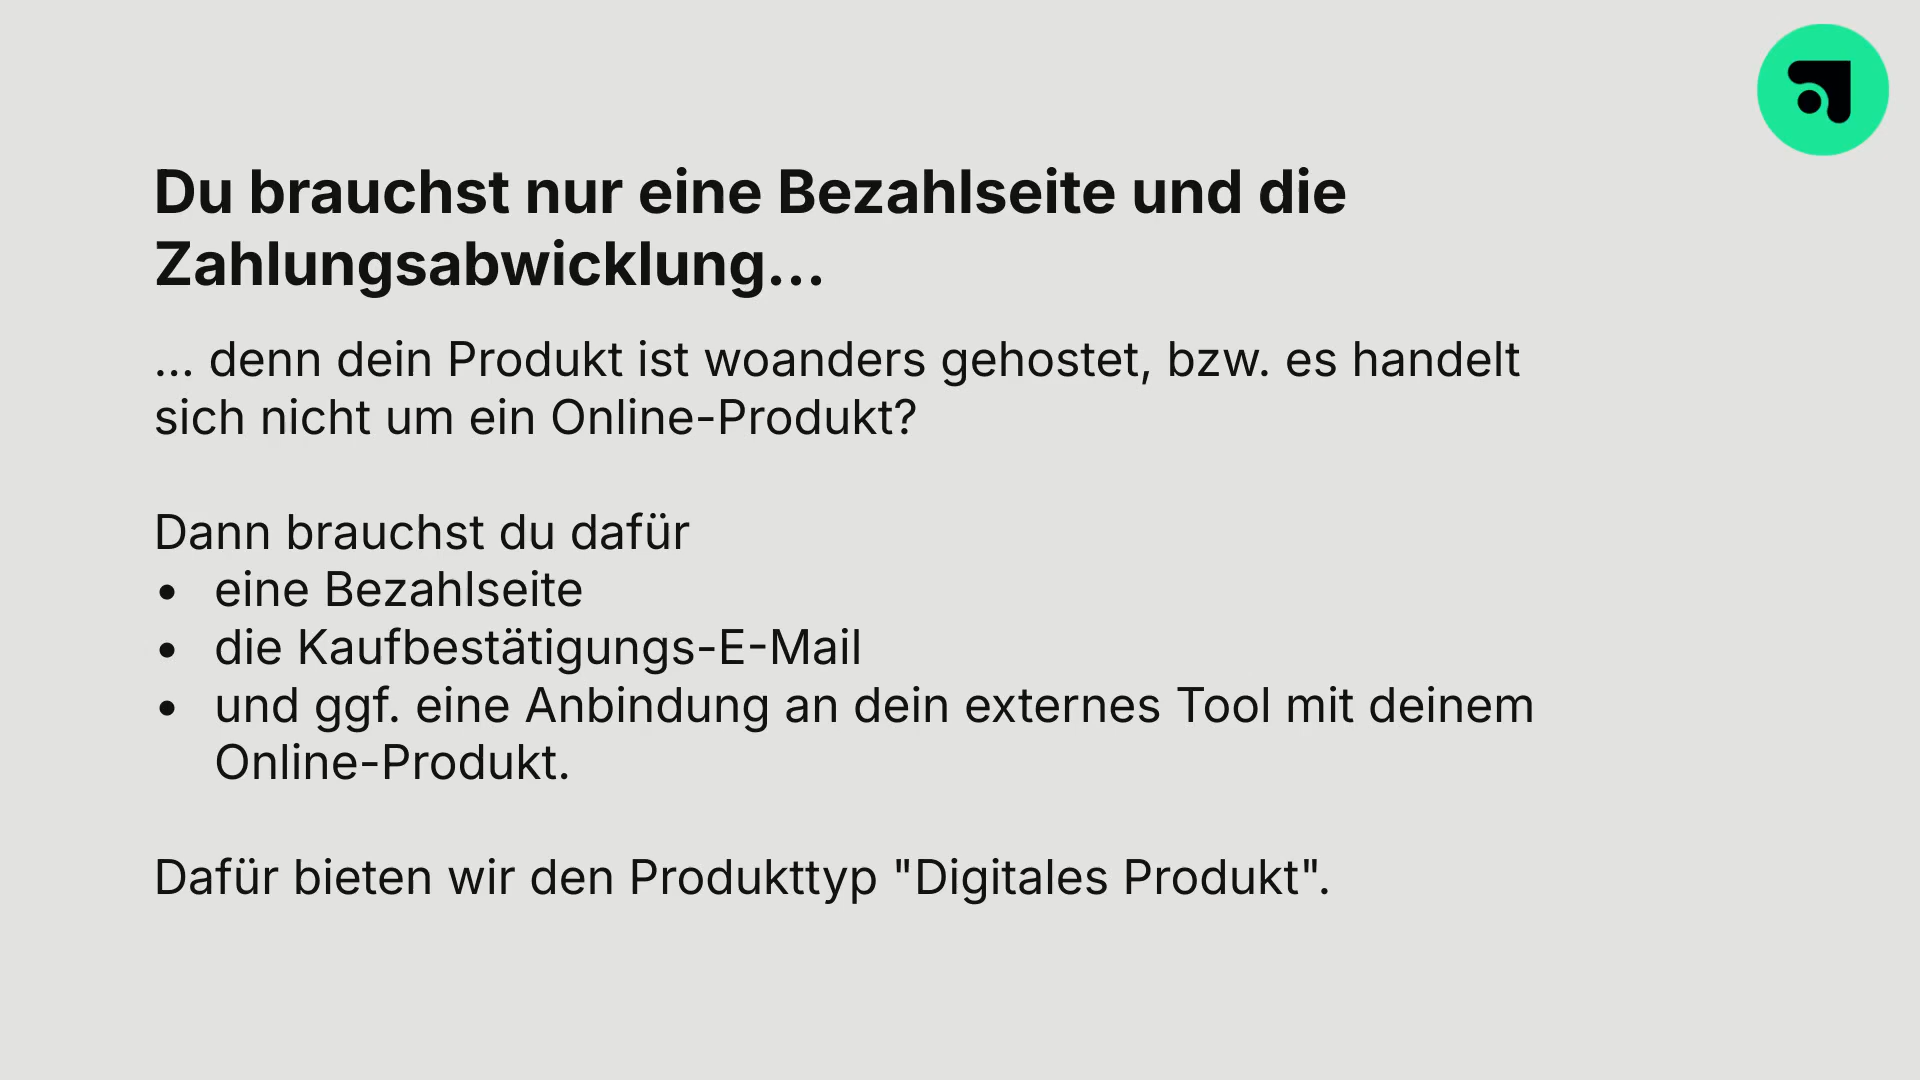 Du brauchst nur eine Bezahlseite und die
Zahlungsabwicklung...
... denn dein Produkt ist woanders gehostet, bzw. es handelt
sich nicht um ein Online-Produkt?
Dann brauchst du dafür
• eine Bezahlseite
• die Kaufbestätigungs-E-Mail
• und ggf. eine Anbindung an dein externes Tool mit deinem
Online-Produkt.
Dafür bieten wir den Produkttyp "Digitales Produkt".